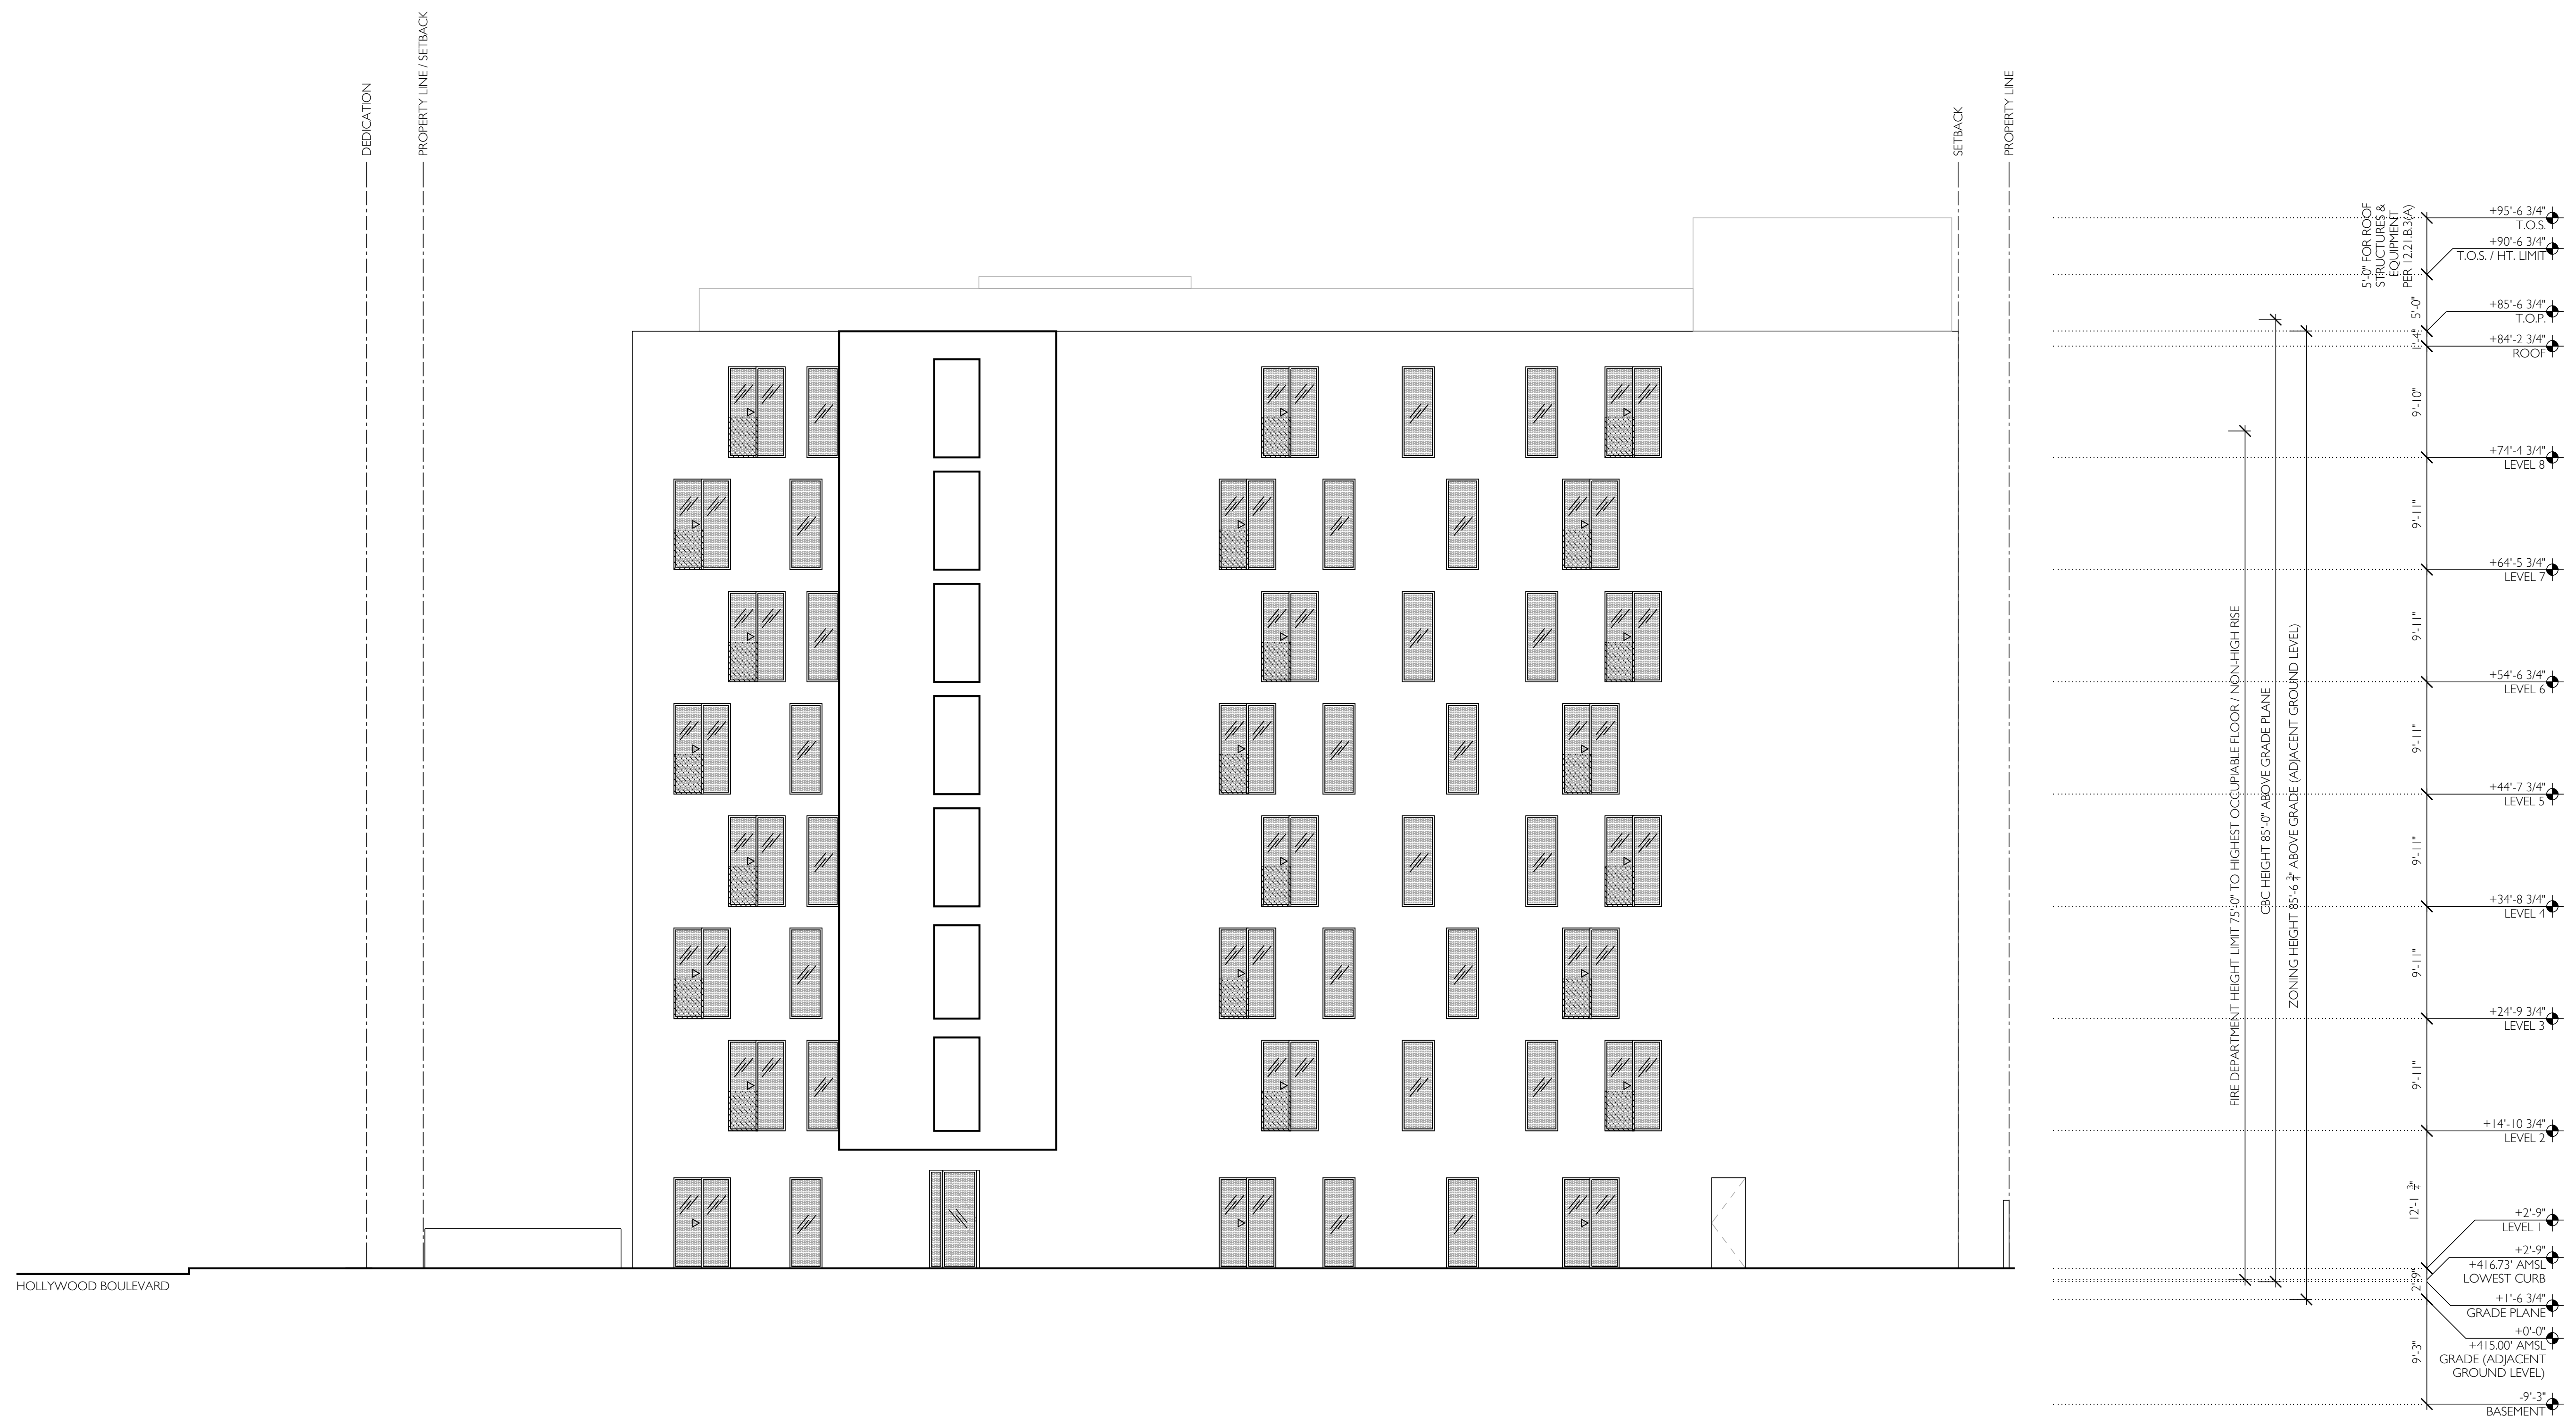 DEDICATION
PROPERTY LINE / SETBACK
SETBACK
PROPERTY LINE
HOLLYWOOD BOULEVARD
FIRE DEPARTMENT HEIGHT LIMIT 75'-0" TO HIGHEST OCCUPIABLE FLOOR / NON-HIGH RISE
CBC HEIGHT 85'-0" ABOVE GRADE PLANE
ZONING HEIGHT 85'-6 3/4" ABOVE GRADE (ADJACENT GROUND LEVEL)
5'-0" FOR ROOF
STRUCTURES &
EQUIPMENT
PER 12.21.B.3(A)
5'-0"
1'-4"
9'-10"
9'-11"
9'-11"
9'-11"
9'-11"
9'-11"
9'-11"
12'-1 3/4"
2'-9"
9'-3"
+95'-6 3/4"
T.O.S.
+90'-6 3/4"
T.O.S. / HT. LIMIT
+85'-6 3/4"
T.O.P.
+84'-2 3/4"
ROOF
+74'-4 3/4"
LEVEL 8
+64'-5 3/4"
LEVEL 7
+54'-6 3/4"
LEVEL 6
+44'-7 3/4"
LEVEL 5
+34'-8 3/4"
LEVEL 4
+24'-9 3/4"
LEVEL 3
+14'-10 3/4"
LEVEL 2
+2'-9"
LEVEL 1
+2'-9"
+416.73' AMSL
LOWEST CURB
+1'-6 3/4"
GRADE PLANE
+0'-0"
+415.00' AMSL
GRADE (ADJACENT
GROUND LEVEL)
-9'-3"
BASEMENT